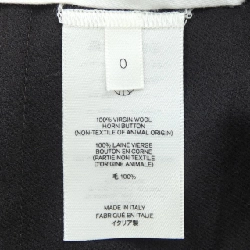 0
100% VIRGIN WOOL
HORN BUTTON
(NON-TEXTILE OF ANIMAL ORIGIN)
100% LAINE VIERGE
BOUTON EN CORNE
(PARTIE NON TEXTILE
D'ORIGINE ANIMALE)
毛 100%
MADE IN ITALY
FABRIQUÉ EN ITALIE
イタリア製